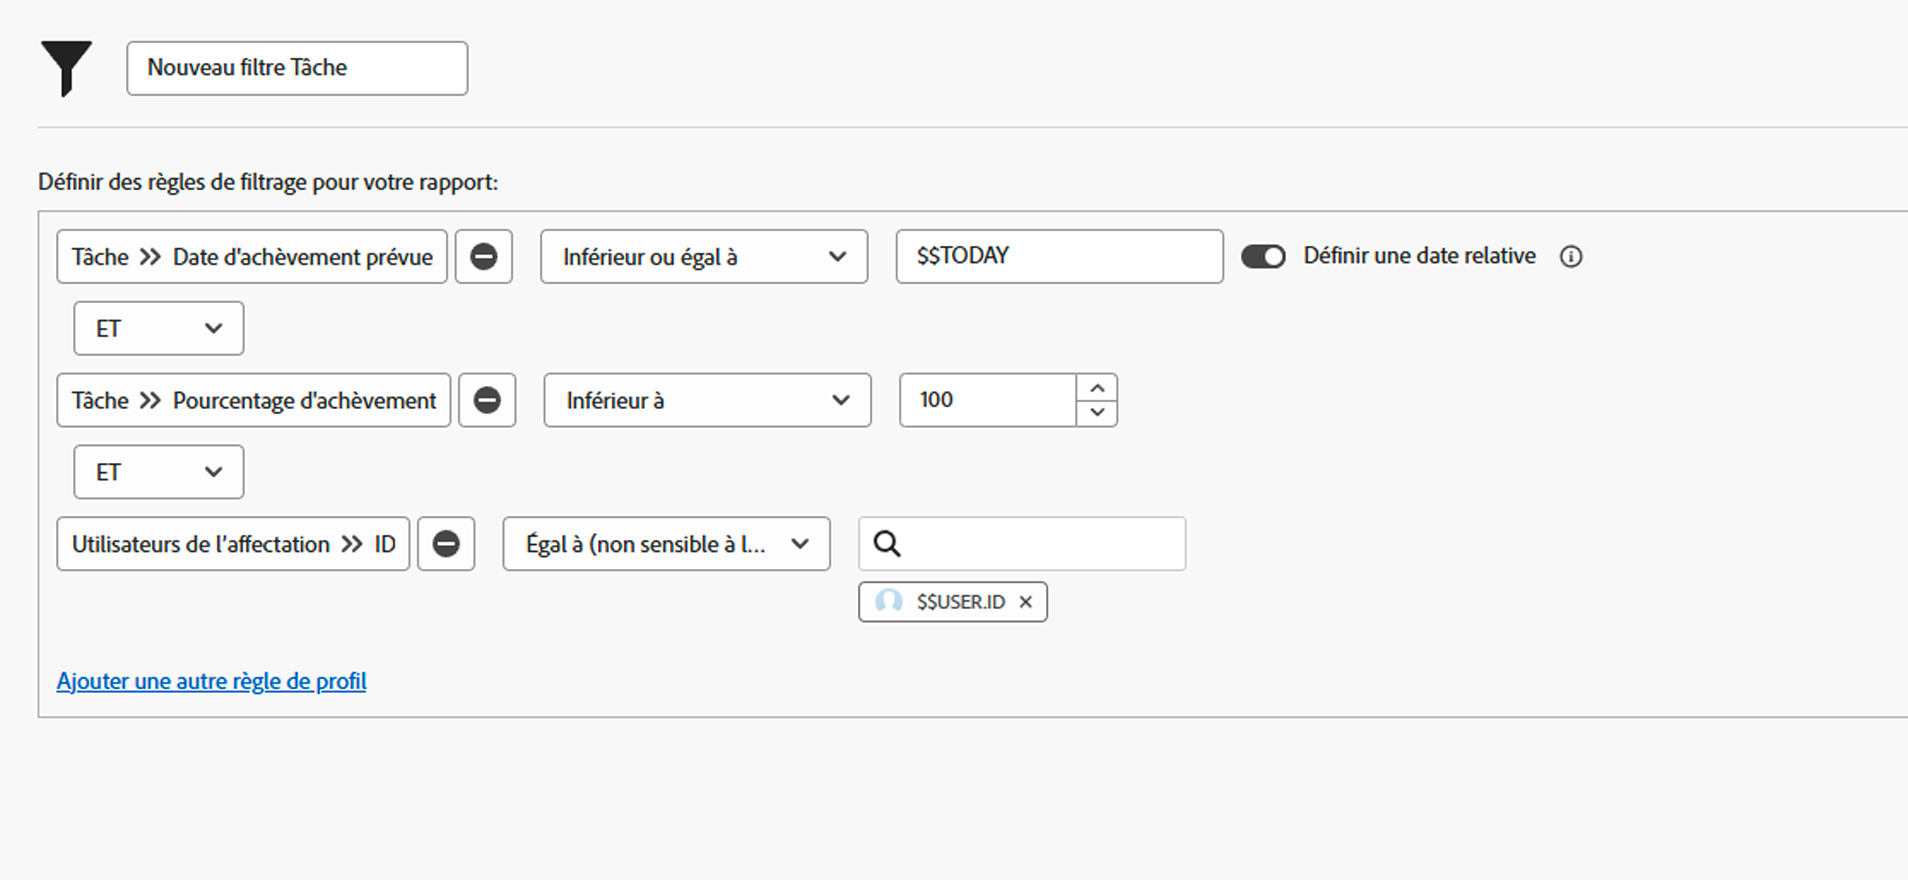 Nouveau filtre Tâche
Définir des règles de filtrage pour votre rapport:
Tâche >> Date d'achèvement prévue Inférieur ou égal à $$TODAY Définir une date relative
ET
Tâche >> Pourcentage d'achèvement Inférieur à 100
ET
Utilisateurs de l'affectation >> ID Égal à (non sensible à l...
$$USER.ID
Ajouter une autre règle de profil